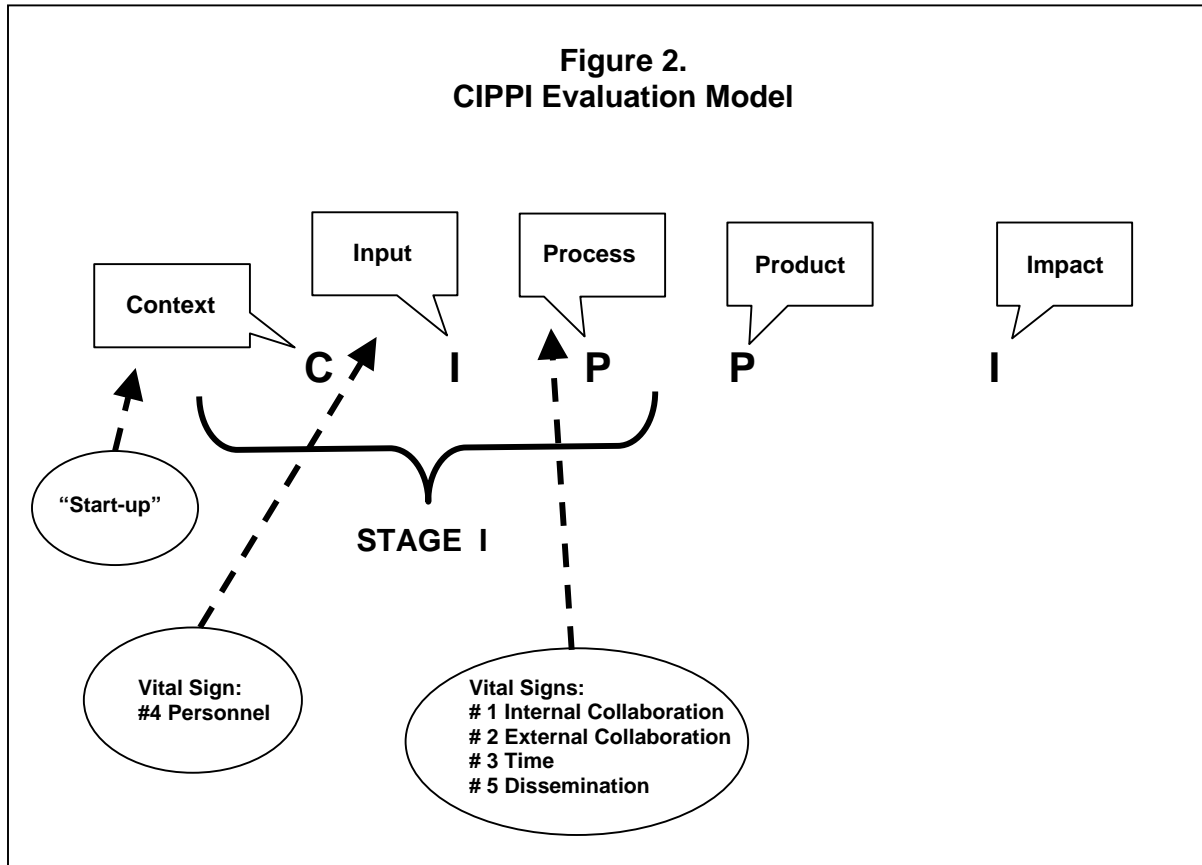 Figure 2.
CIPPI Evaluation Model
Context
Input
Process
Product
Impact
C I P P I
“Start-up”
STAGE I
Vital Sign:
#4 Personnel
Vital Signs:
# 1 Internal Collaboration
# 2 External Collaboration
# 3 Time
# 5 Dissemination